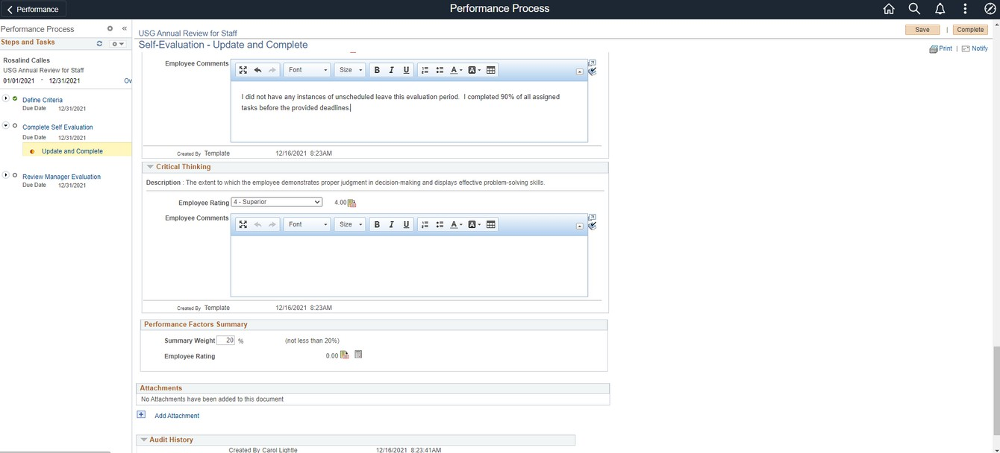 Performance
Performance Process
Performance Process
«
Steps and Tasks
Rosalind Calles
USG Annual Review for Staff
01/01/2021 - 12/31/2021 Ov
Define Criteria
Due Date 12/31/2021
Complete Self Evaluation
Due Date 12/31/2021
Update and Complete
Review Manager Evaluation
Due Date 12/31/2021
USG Annual Review for Staff
Save | Complete
Self-Evaluation - Update and Complete
Print | Notify
Employee Comments
Font Size B I U A A
I did not have any instances of unscheduled leave this evaluation period. I completed 90% of all assigned
tasks before the provided deadlines.
Created By Template 12/16/2021 8:23AM
Critical Thinking
Description : The extent to which the employee demonstrates proper judgment in decision-making and displays effective problem-solving skills.
Employee Rating 4 - Superior 4.00
Employee Comments
Font Size B I U A A
Created By Template 12/16/2021 8:23AM
Performance Factors Summary
Summary Weight 20 % (not less than 20%)
Employee Rating 0.00
Attachments
No Attachments have been added to this document
Add Attachment
Audit History
Created By Carol Lightle 12/16/2021 8:23:41AM